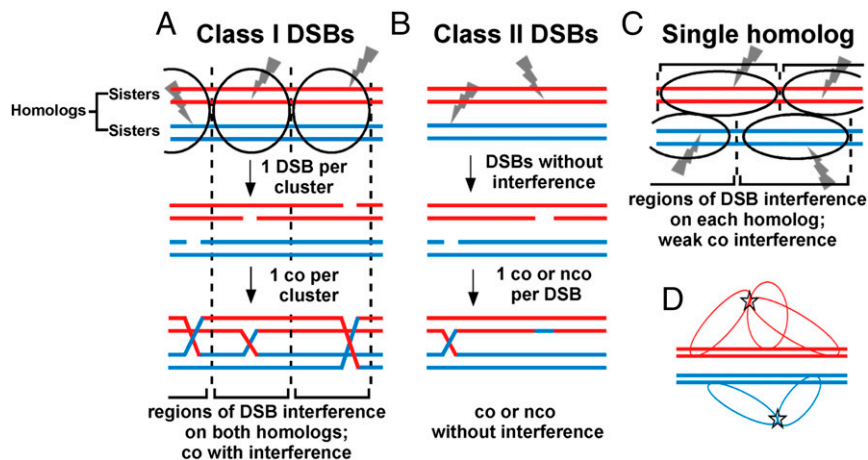 A
Class I DSBs
Homologs
Sisters
Sisters
1 DSB per
cluster
1 co per
cluster
regions of DSB interference
on both homologs;
co with interference
B
Class II DSBs
DSBs without
interference
1 co or nco
per DSB
co or nco
without interference
C
Single homolog
regions of DSB interference
on each homolog;
weak co interference
D